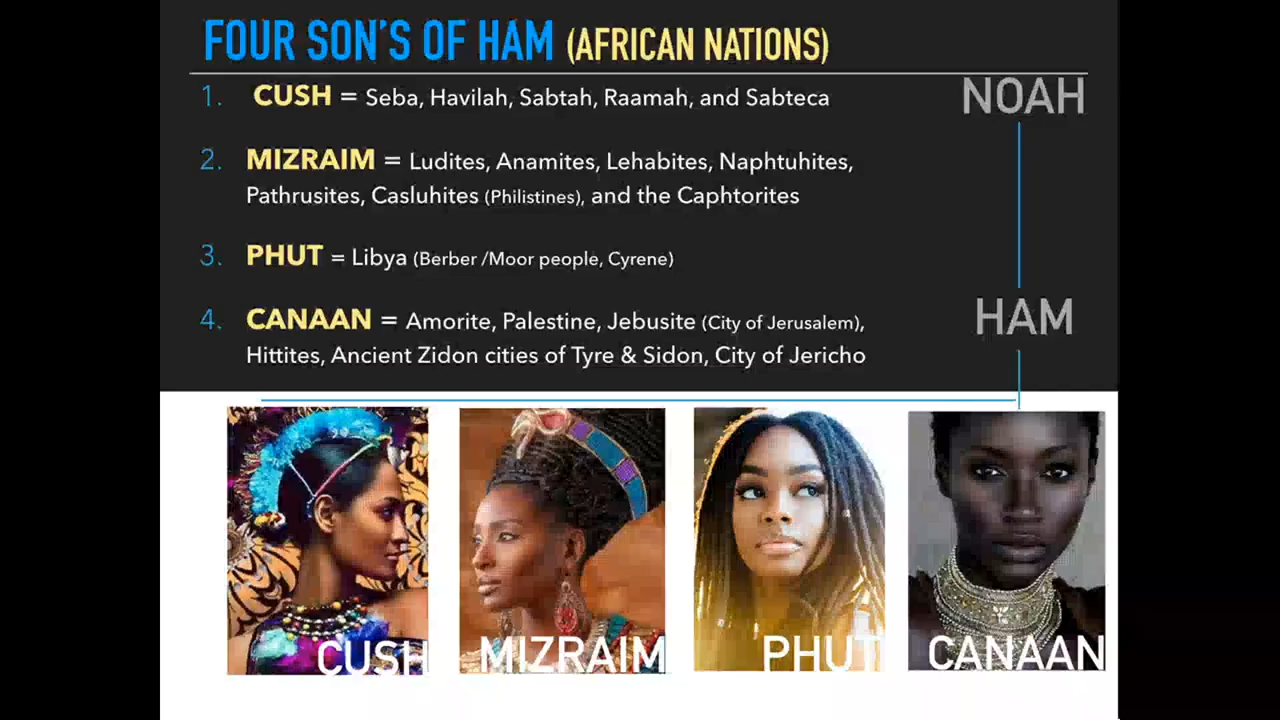 FOUR SON'S OF HAM (AFRICAN NATIONS)
1. CUSH = Seba, Havilah, Sabtah, Raamah, and Sabteca
2. MIZRAIM = Ludites, Anamites, Lehabites, Naphtuhites,
Pathrusites, Casluhites (Philistines), and the Caphtorites
3. PHUT = Libya (Berber /Moor people, Cyrene)
4. CANAAN = Amorite, Palestine, Jebusite (City of Jerusalem),
Hittites, Ancient Zidon cities of Tyre & Sidon, City of Jericho
NOAH
HAM
CUSH
MIZRAIM
PHUT
CANAAN